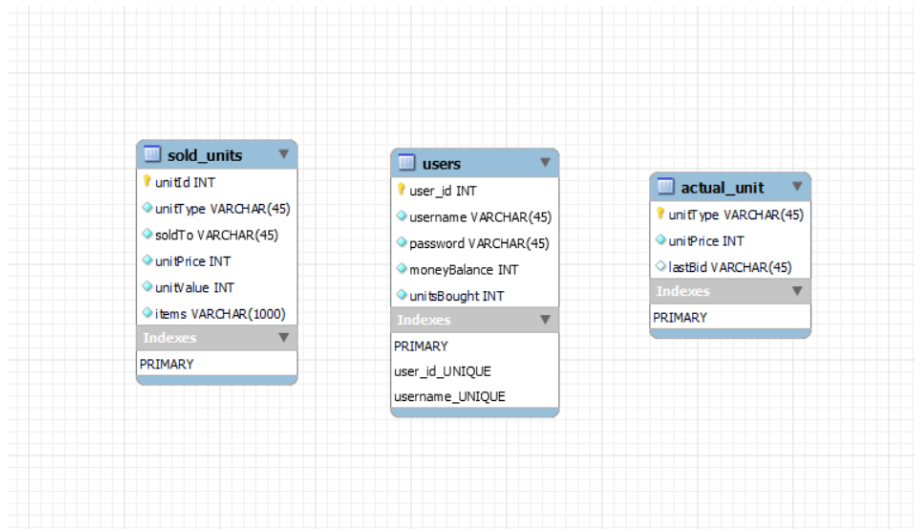 sold_units
unitId INT
unitType VARCHAR(45)
soldTo VARCHAR(45)
unitPrice INT
unitValue INT
items VARCHAR(1000)
Indexes
PRIMARY
users
user_id INT
username VARCHAR(45)
password VARCHAR(45)
moneyBalance INT
unitsBought INT
Indexes
PRIMARY
user_id_UNIQUE
username_UNIQUE
actual_unit
unitType VARCHAR(45)
unitPrice INT
lastBid VARCHAR(45)
Indexes
PRIMARY